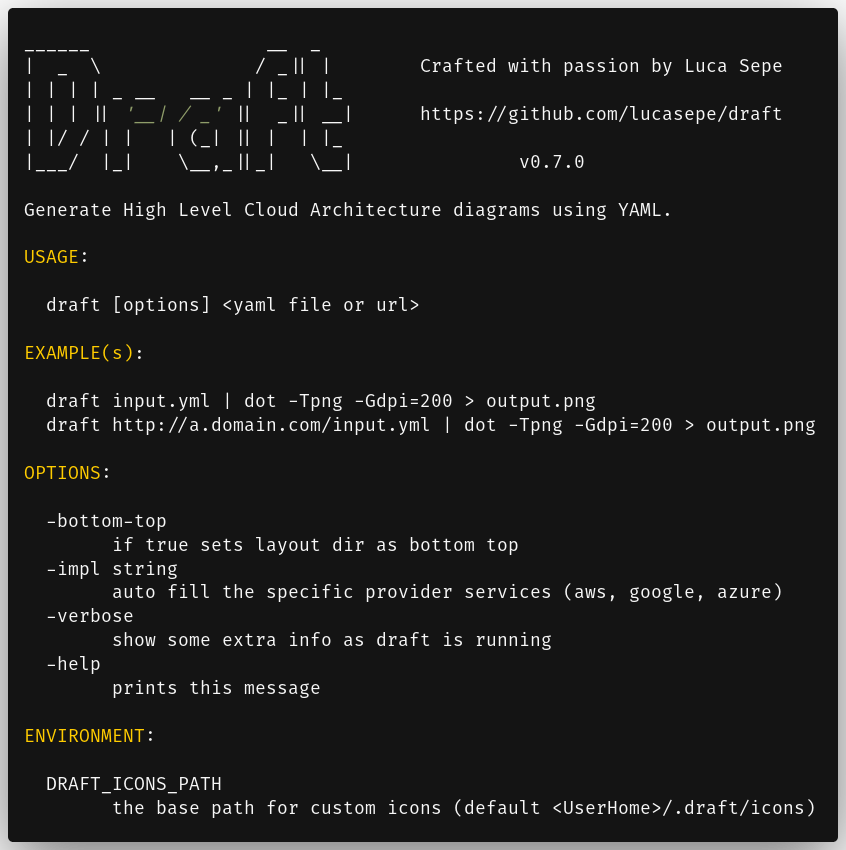 Draft
Crafted with passion by Luca Sepe
https://github.com/lucasepe/draft
v0.7.0
Generate High Level Cloud Architecture diagrams using YAML.
USAGE:
draft [options] <yaml file or url>
EXAMPLE(s):
draft input.yml | dot -Tpng -Gdpi=200 > output.png
draft http://a.domain.com/input.yml | dot -Tpng -Gdpi=200 > output.png
OPTIONS:
-bottom-top
if true sets layout dir as bottom top
-impl string
auto fill the specific provider services (aws, google, azure)
-verbose
show some extra info as draft is running
-help
prints this message
ENVIRONMENT:
DRAFT_ICONS_PATH
the base path for custom icons (default <UserHome>/.draft/icons)